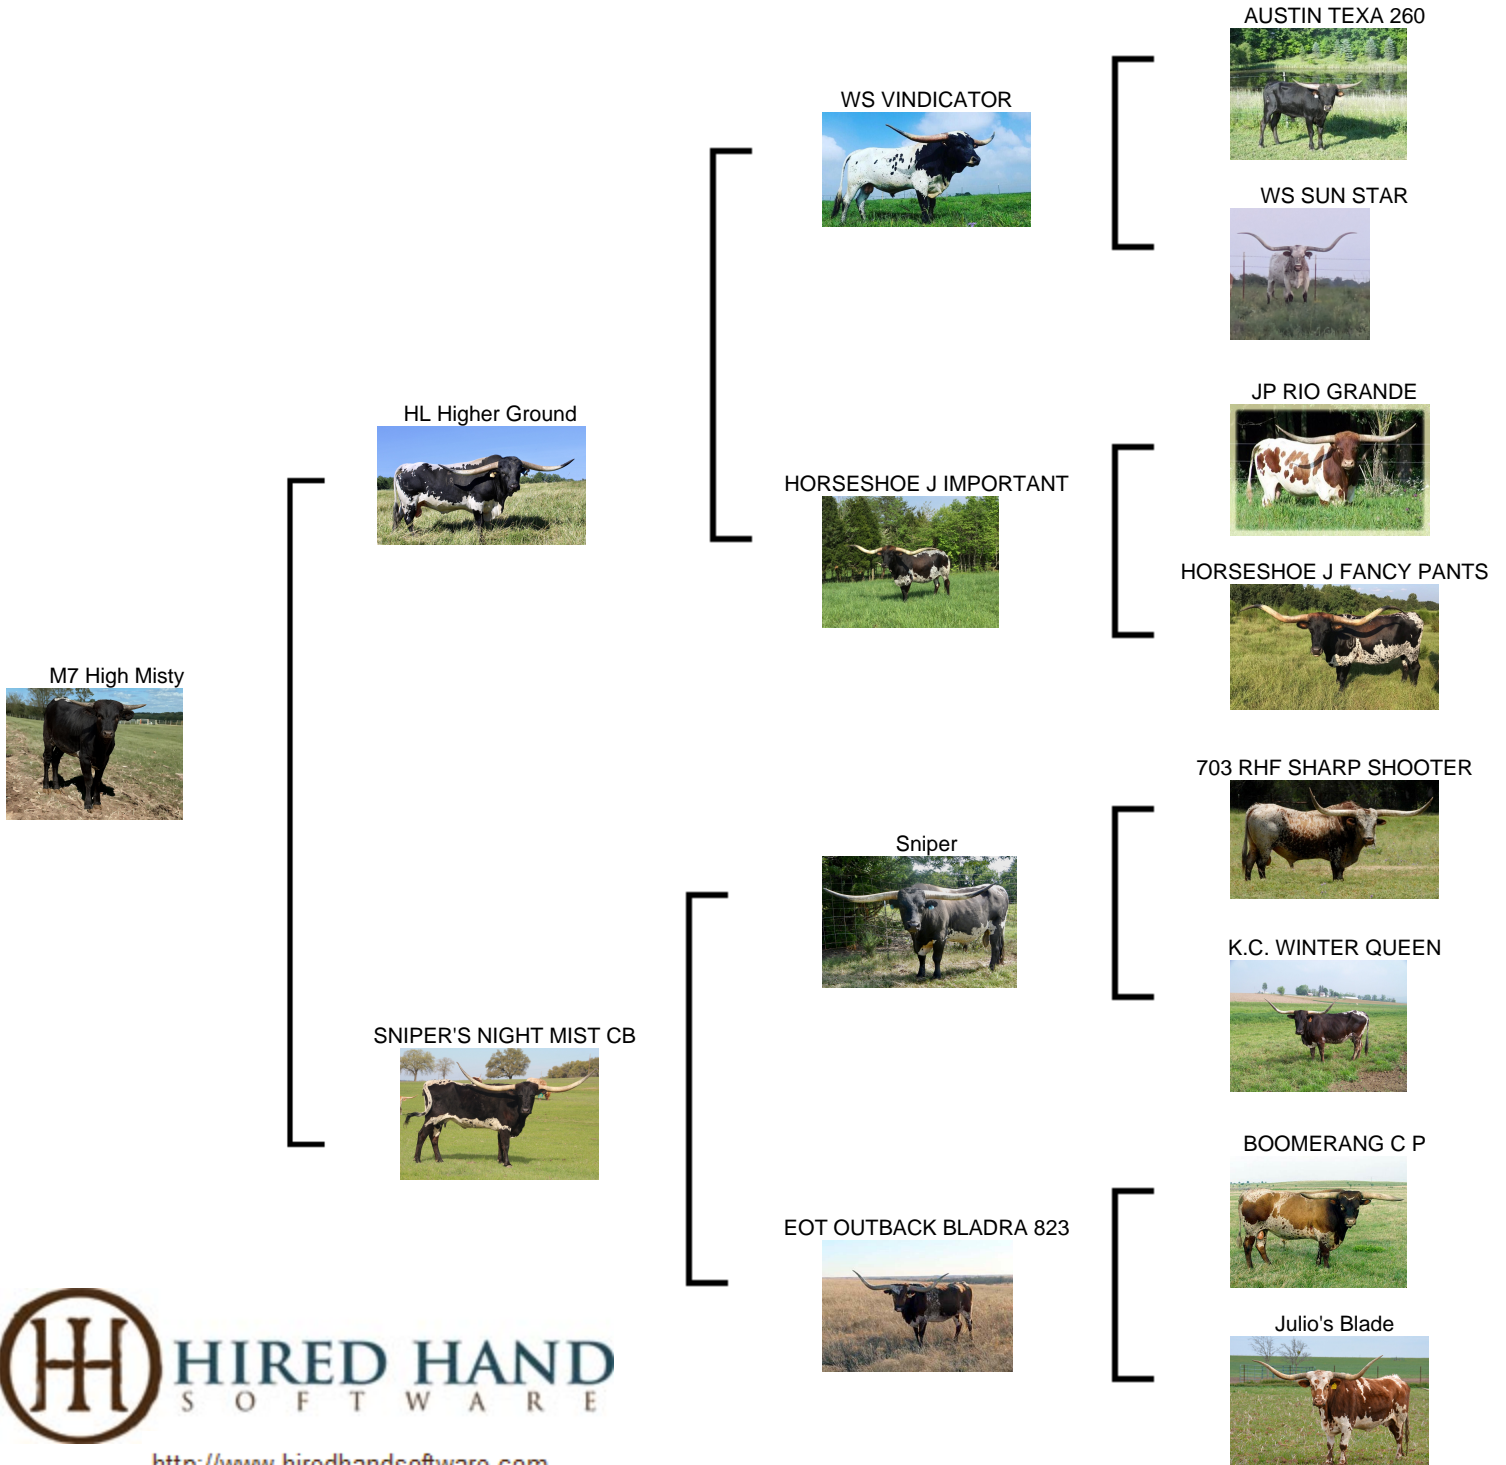 AUSTIN TEXA 260
WS VINDICATOR
WS SUN STAR
JP RIO GRANDE
HL Higher Ground
HORSESHOE J IMPORTANT
HORSESHOE J FANCY PANTS
M7 High Misty
703 RHF SHARP SHOOTER
Sniper
K.C. WINTER QUEEN
SNIPER'S NIGHT MIST CB
BOOMERANG C P
EOT OUTBACK BLADRA 823
Julio's Blade
HIRED HAND
SOFTWARE
http://www.hiredhandsoftware.com